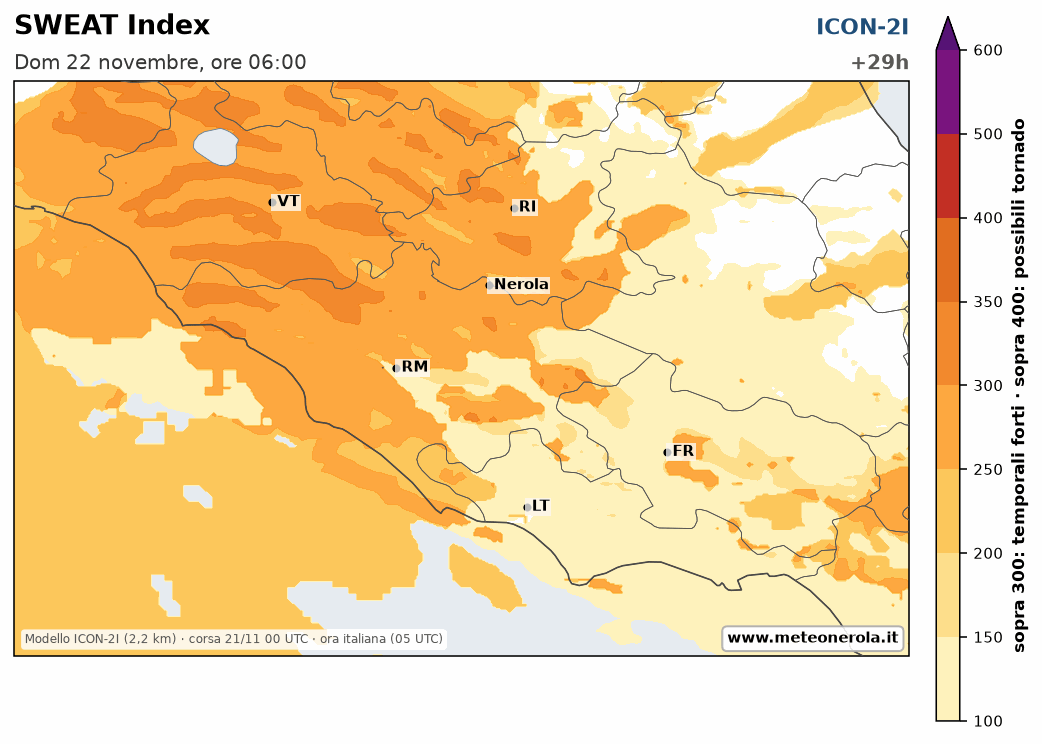 SWEAT Index
ICON-2I
Dom 22 novembre, ore 06:00
+29h
600
500
400
350
300
250
200
150
100
sopra 300: temporali forti · sopra 400: possibili tornado
VT
RI
Nerola
RM
FR
LT
Modello ICON-2I (2,2 km) · corsa 21/11 00 UTC · ora italiana (05 UTC)
www.meteonerola.it